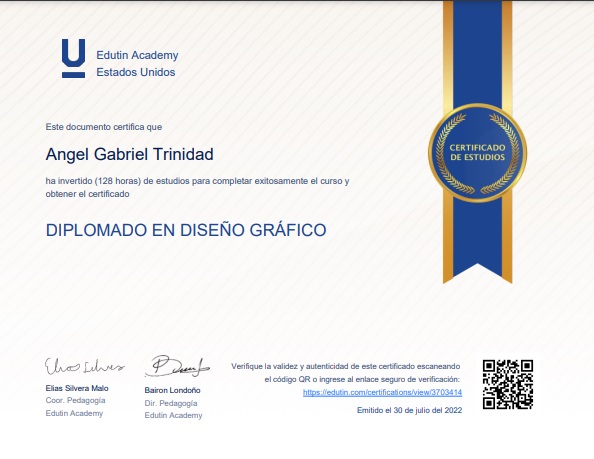 Edutin Academy
Estados Unidos
Este documento certifica que
Angel Gabriel Trinidad
ha invertido (128 horas) de estudios para completar exitosamente el curso y
obtener el certificado
DIPLOMADO EN DISEÑO GRÁFICO
CERTIFICADO
DE ESTUDIOS
Elias Silvera Malo
Coor. Pedagogía
Edutin Academy
Bairon Londoño
Dir. Pedagogía
Edutin Academy
Verifique la validez y autenticidad de este certificado escaneando
el código QR o ingrese al enlace seguro de verificación:
https://edutin.com/certifications/view/3703414
Emitido el 30 de julio del 2022